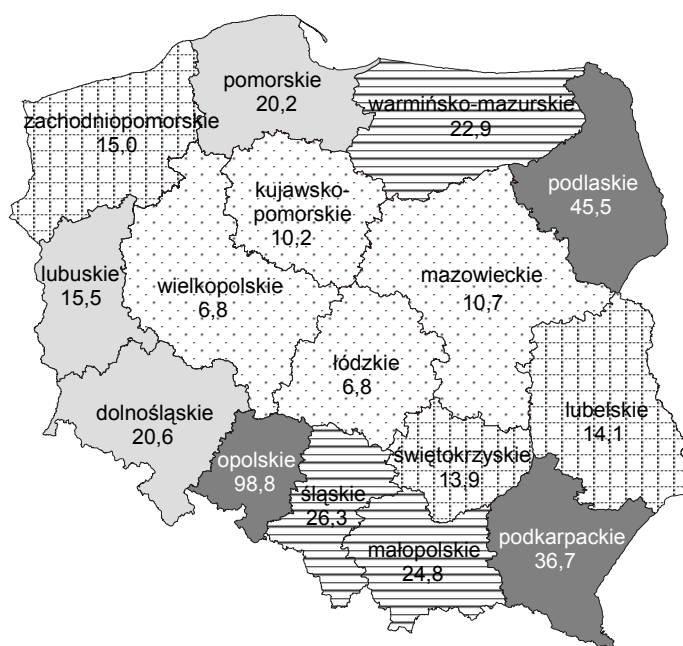 pomorskie
20,2
warmińsko-mazurskie
22,9
zachodniopomorskie
15,0
podlaskie
45,5
kujawsko-
pomorskie
10,2
lubuskie
15,5
wielkopolskie
6,8
mazowieckie
10,7
łódzkie
6,8
dolnośląskie
20,6
lubelskie
14,1
opolskie
98,8
świętokrzyskie
13,9
śląskie
26,3
małopolskie
24,8
podkarpackie
36,7